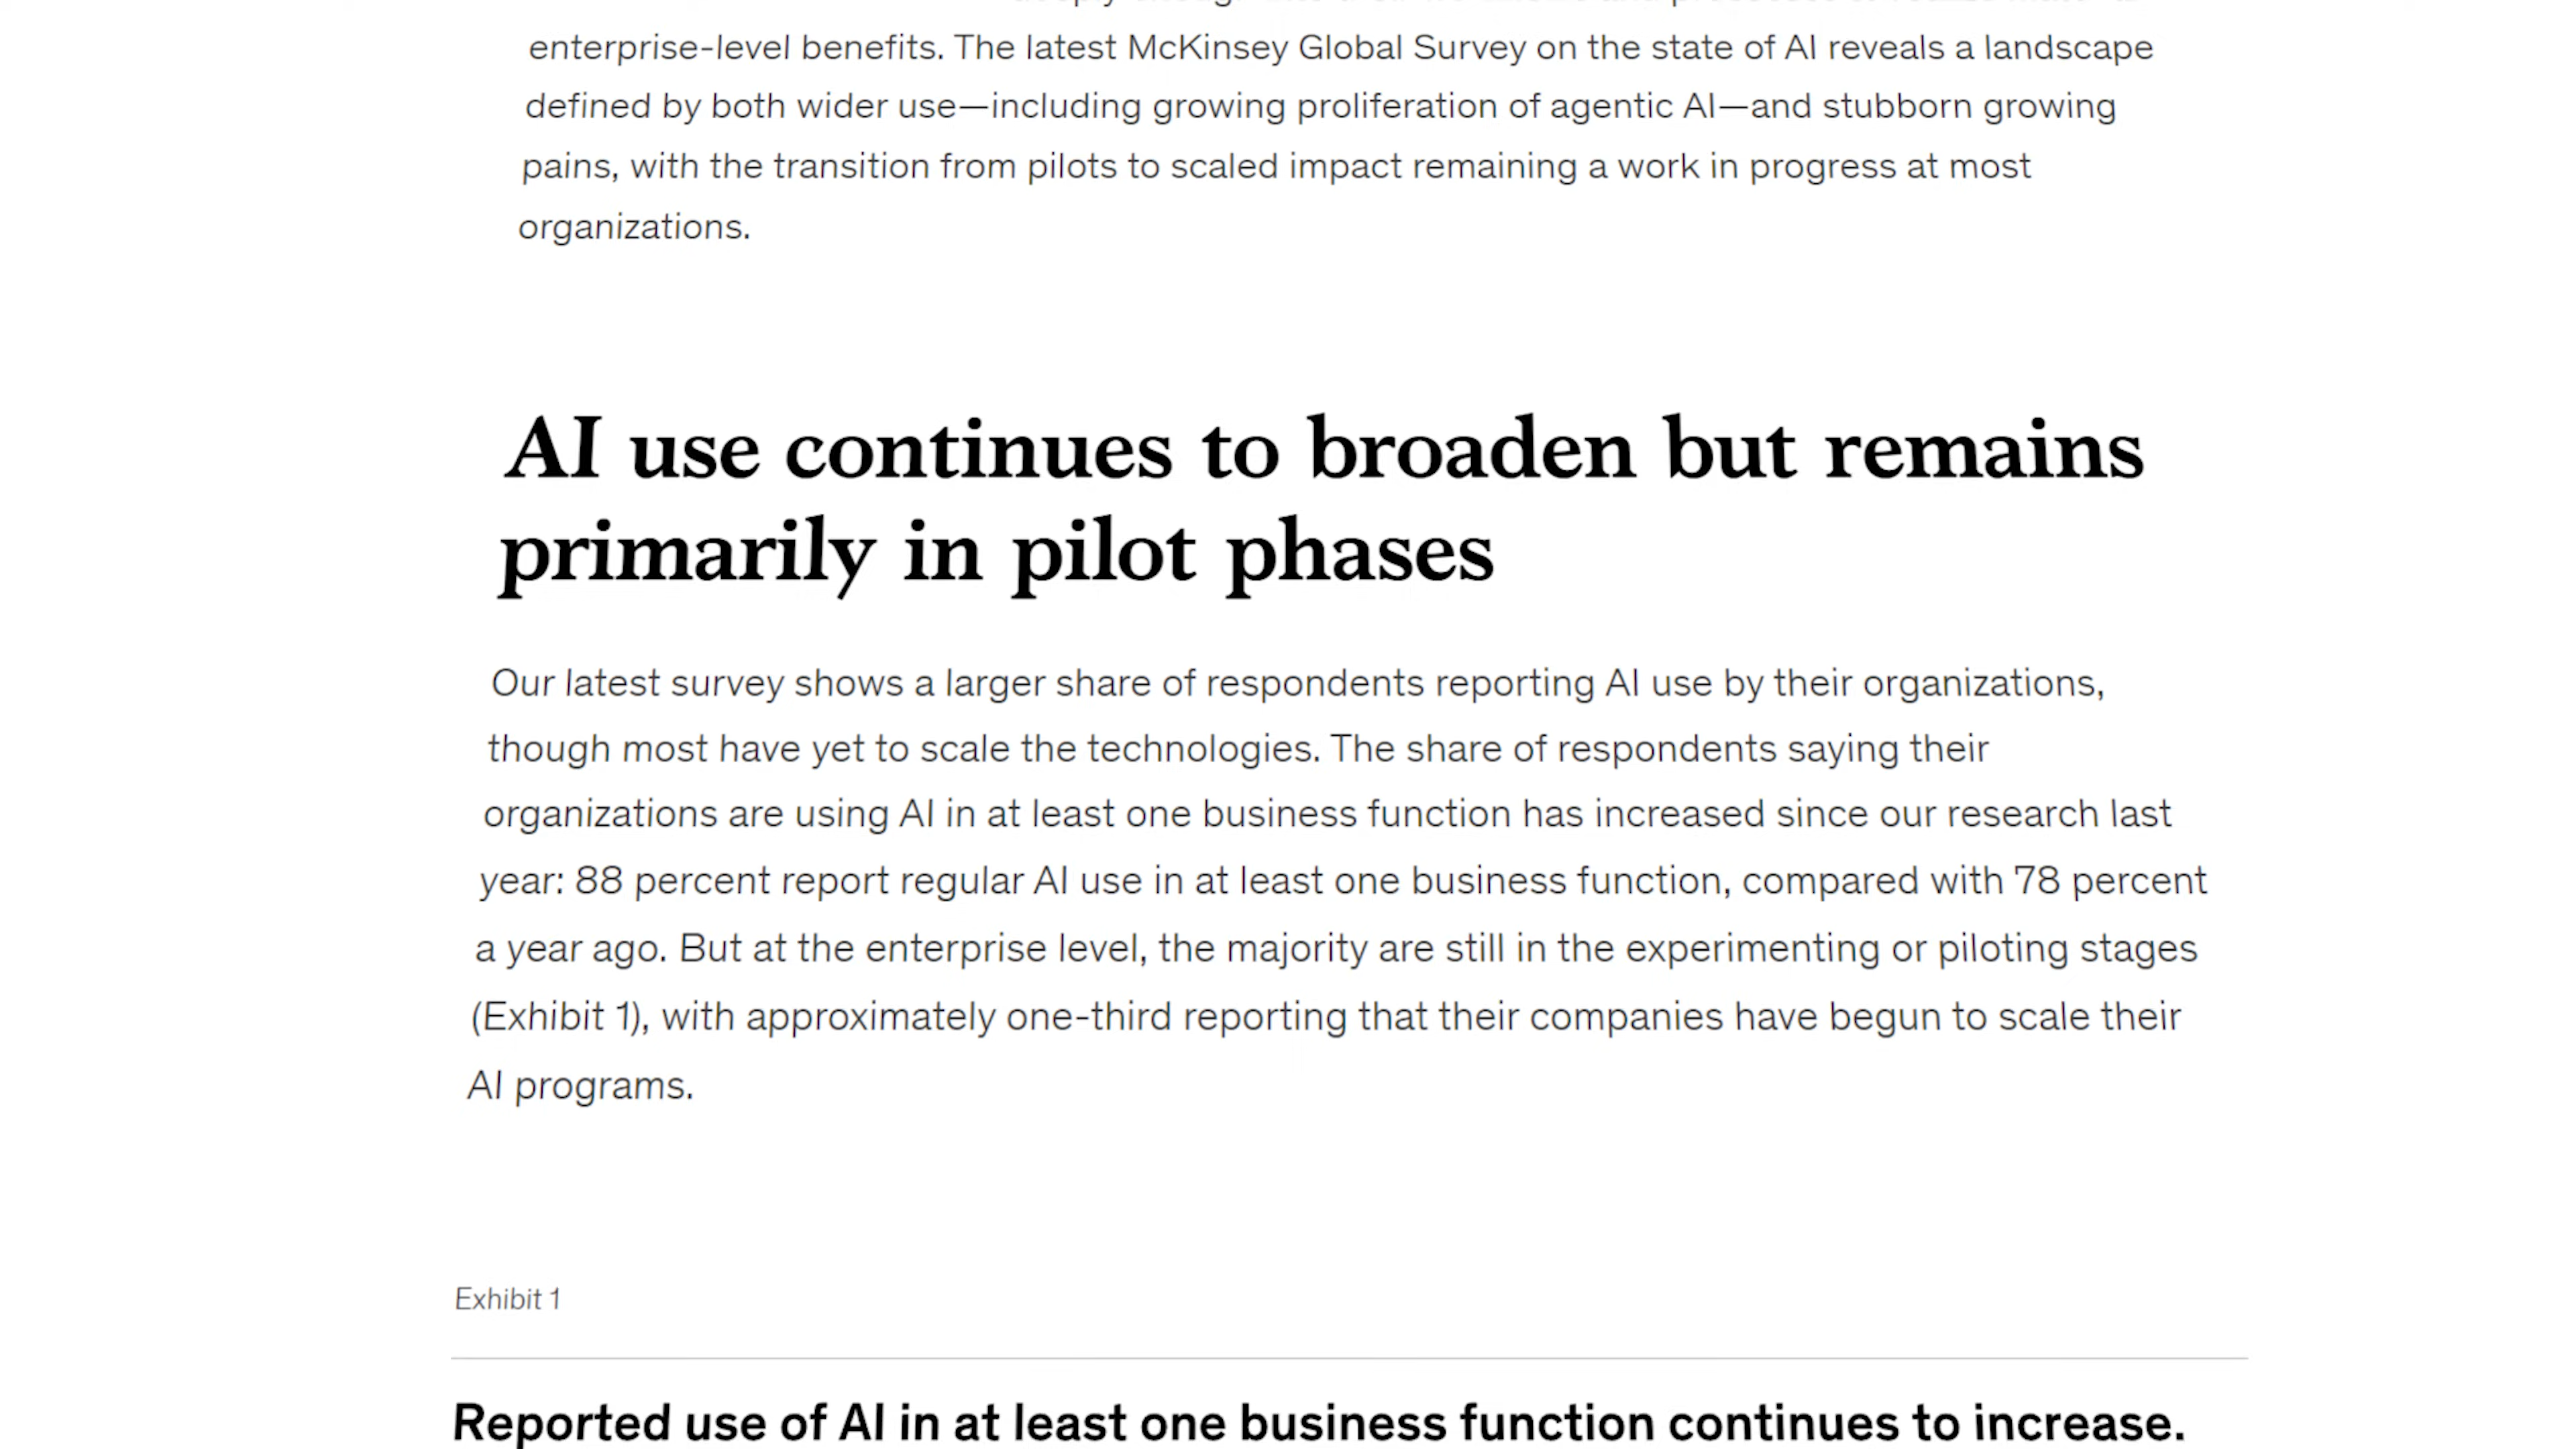 enterprise-level benefits. The latest McKinsey Global Survey on the state of AI reveals a landscape
defined by both wider use—including growing proliferation of agentic AI—and stubborn growing
pains, with the transition from pilots to scaled impact remaining a work in progress at most
organizations.
AI use continues to broaden but remains
primarily in pilot phases
Our latest survey shows a larger share of respondents reporting AI use by their organizations,
though most have yet to scale the technologies. The share of respondents saying their
organizations are using AI in at least one business function has increased since our research last
year: 88 percent report regular AI use in at least one business function, compared with 78 percent
a year ago. But at the enterprise level, the majority are still in the experimenting or piloting stages
(Exhibit 1), with approximately one-third reporting that their companies have begun to scale their
AI programs.
Exhibit 1
Reported use of AI in at least one business function continues to increase.